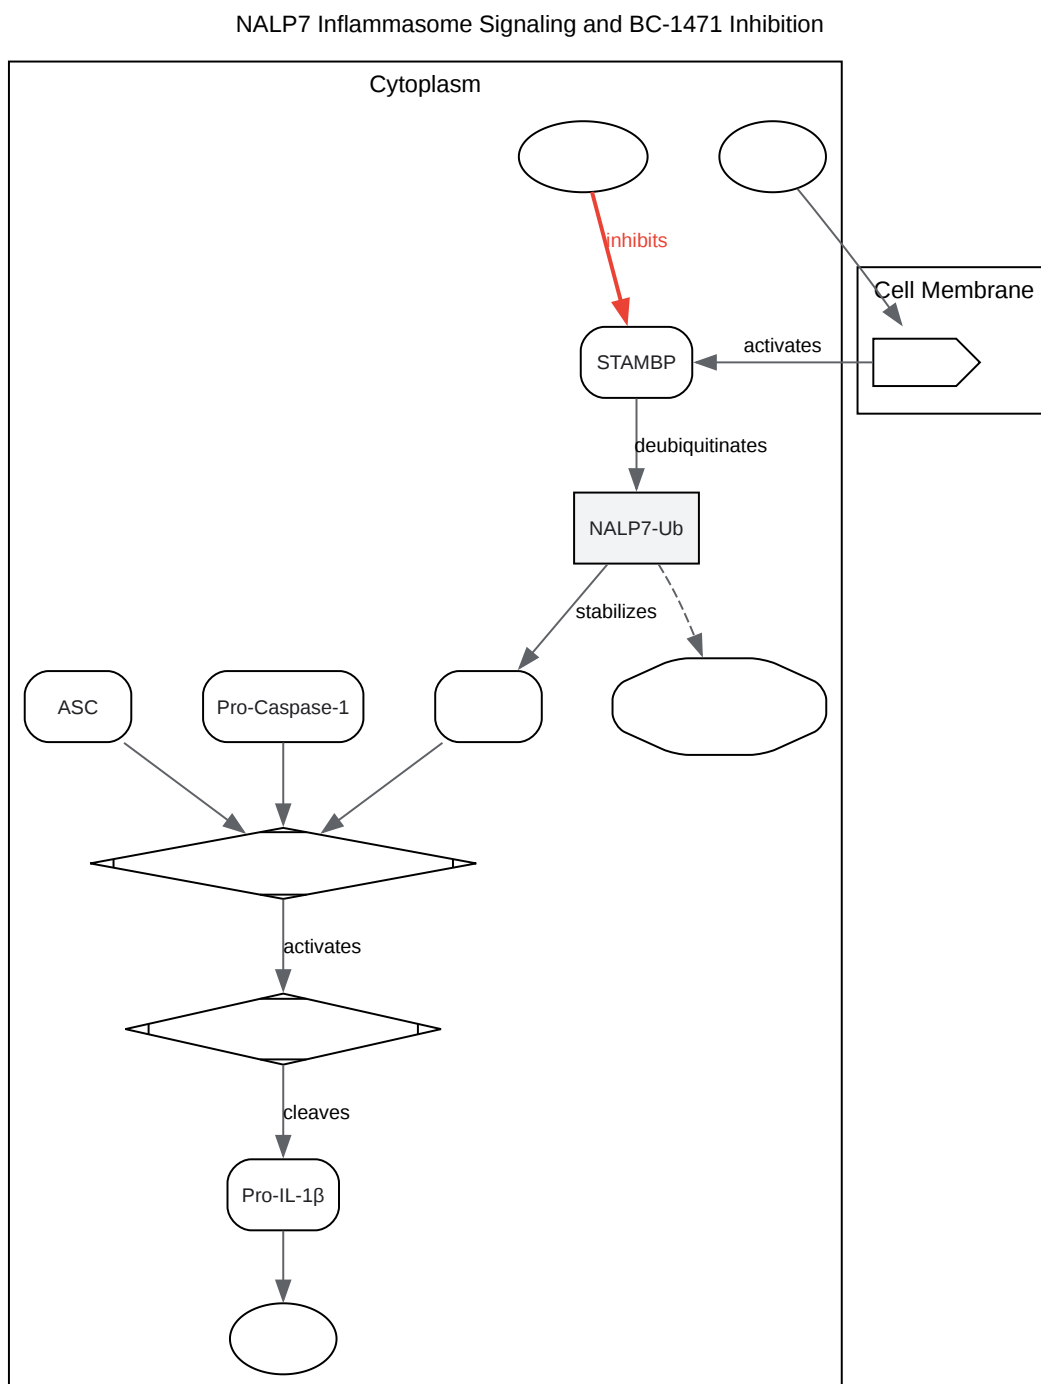 NALP7 Inflammasome Signaling and BC-1471 Inhibition
Cytoplasm
inhibits
Cell Membrane
STAMBP
activates
deubiquitinates
NALP7-Ub
stabilizes
ASC
Pro-Caspase-1
activates
cleaves
Pro-IL-1β